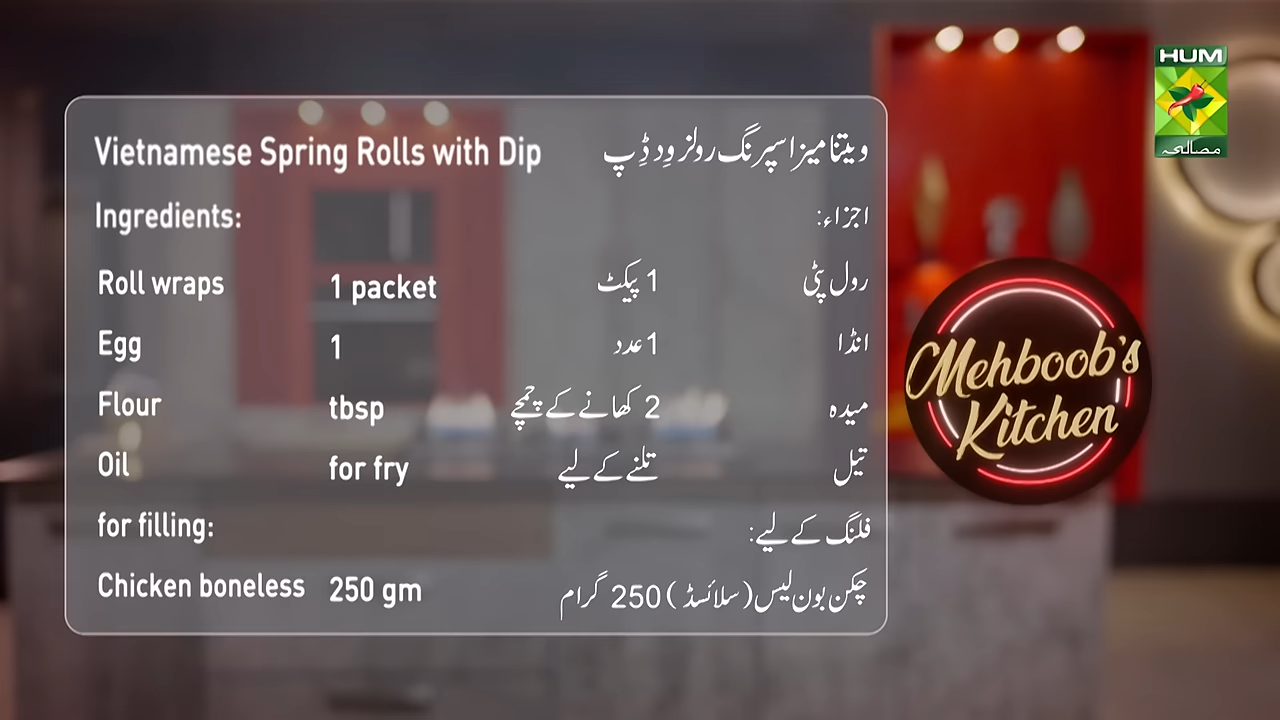 HUM
مصالحہ
Vietnamese Spring Rolls with Dip ویتنامیز اسپرنگ رولز وِد ڈِپ
Ingredients: اجزاء:
Roll wraps 1 packet رول پٹی 1 پیکٹ
Egg 1 انڈا 1 عدد
Flour tbsp میدہ 2 کھانے کے چمچے
Oil for fry تیل تلنے کے لیے
for filling: فلنگ کے لیے:
Chicken boneless 250 gm چکن بون لیس (سلائسڈ) 250 گرام
Mehboob's
Kitchen